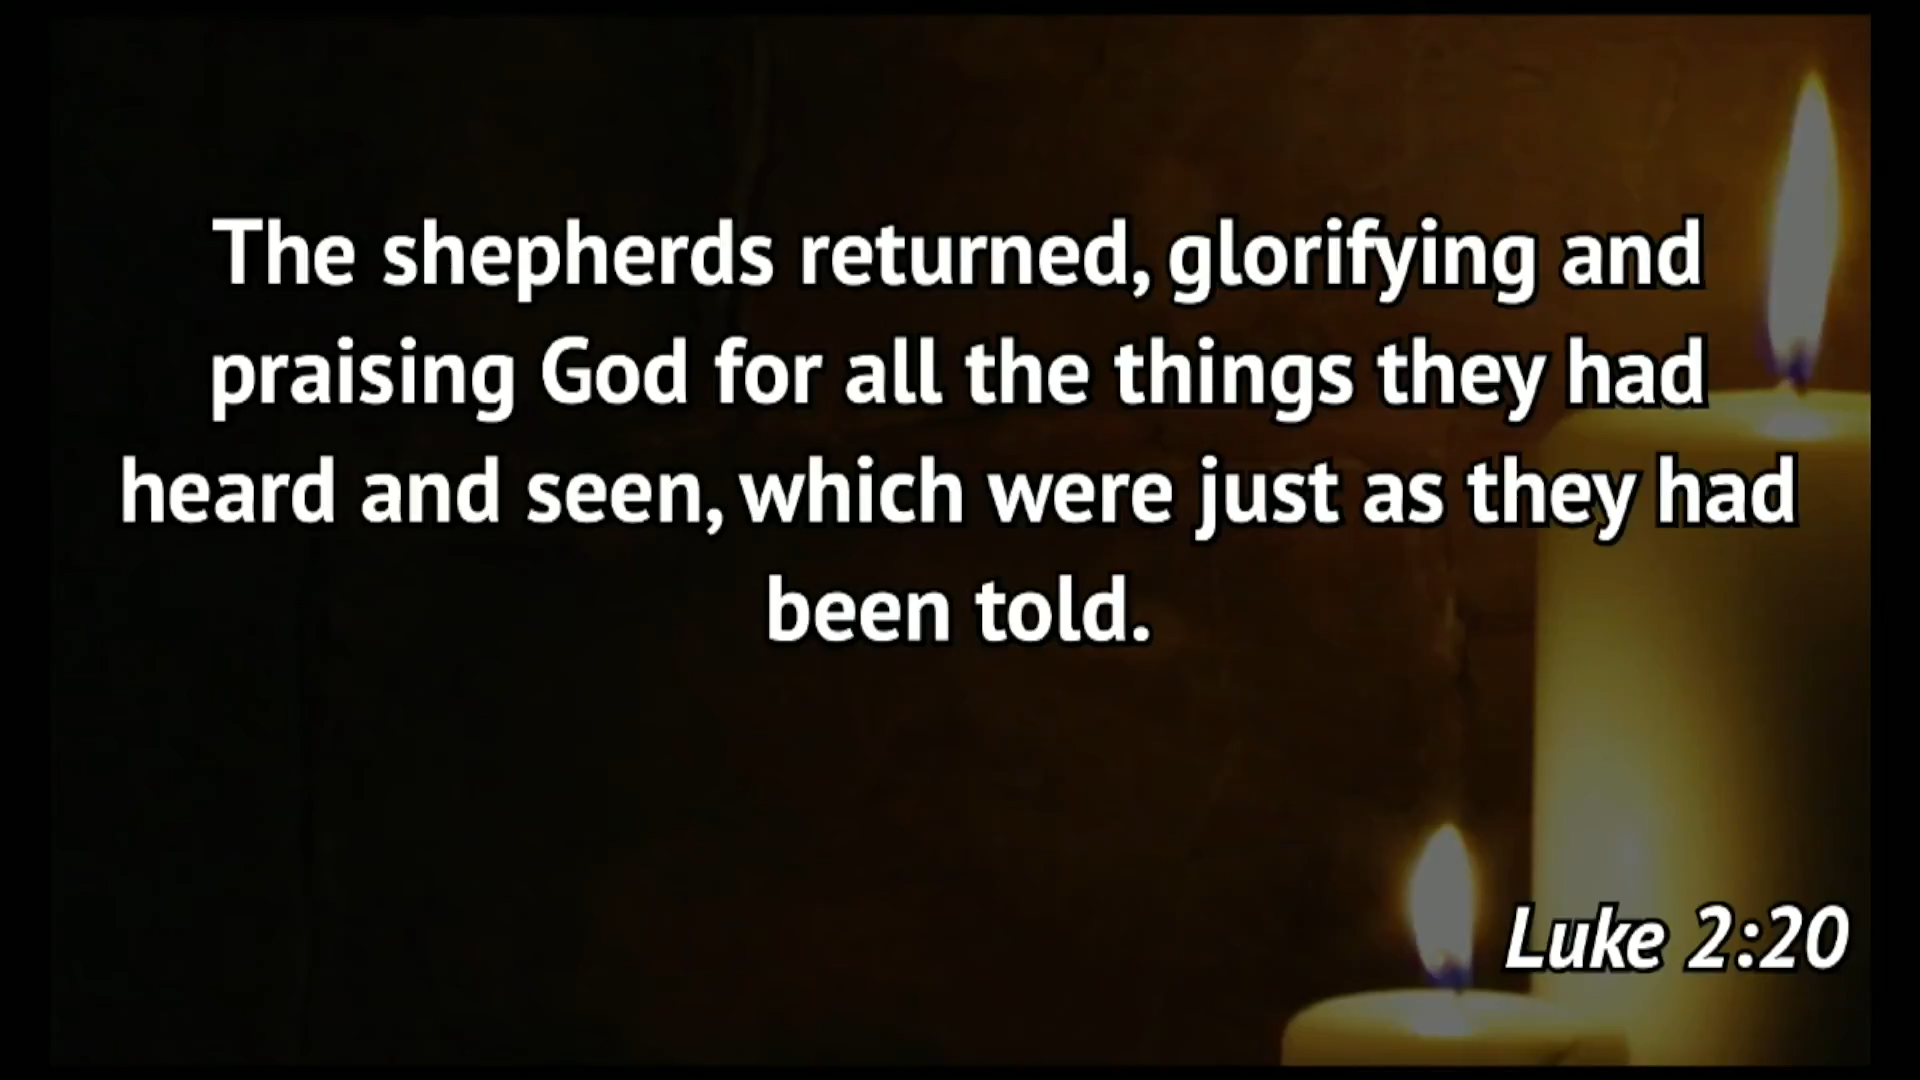 The shepherds returned, glorifying and
praising God for all the things they had
heard and seen, which were just as they had
been told.
Luke 2:20